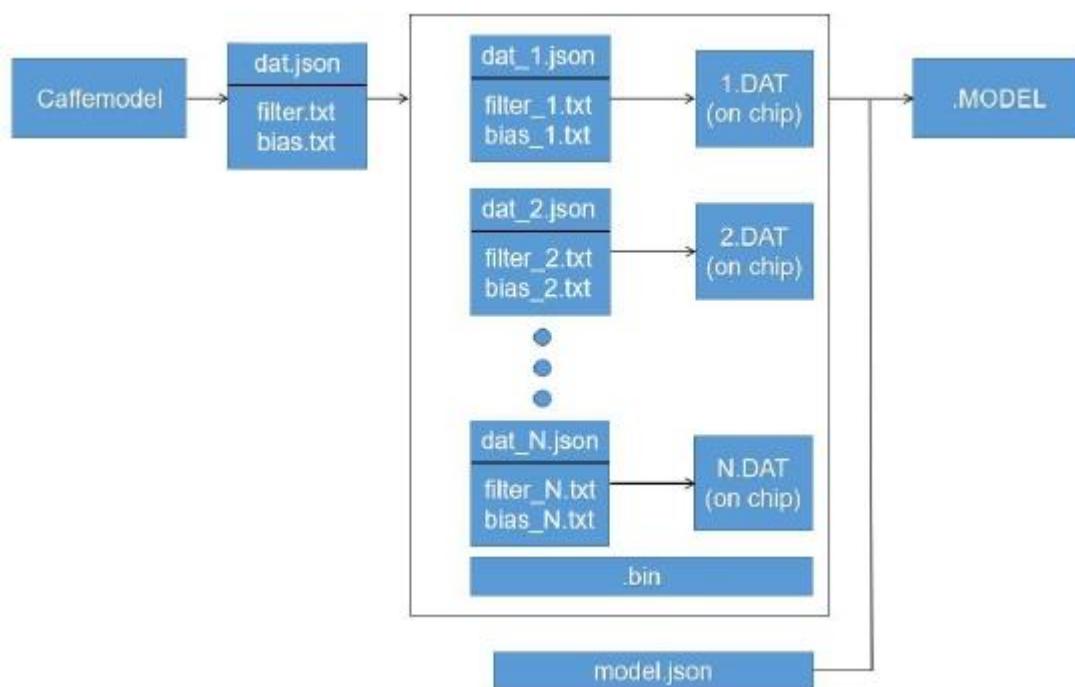 Caffemodel
dat.json
filter.txt
bias.txt
dat_1.json
filter_1.txt
bias_1.txt
1.DAT
(on chip)
dat_2.json
filter_2.txt
bias_2.txt
2.DAT
(on chip)
dat_N.json
filter_N.txt
bias_N.txt
N.DAT
(on chip)
.bin
model.json
.MODEL